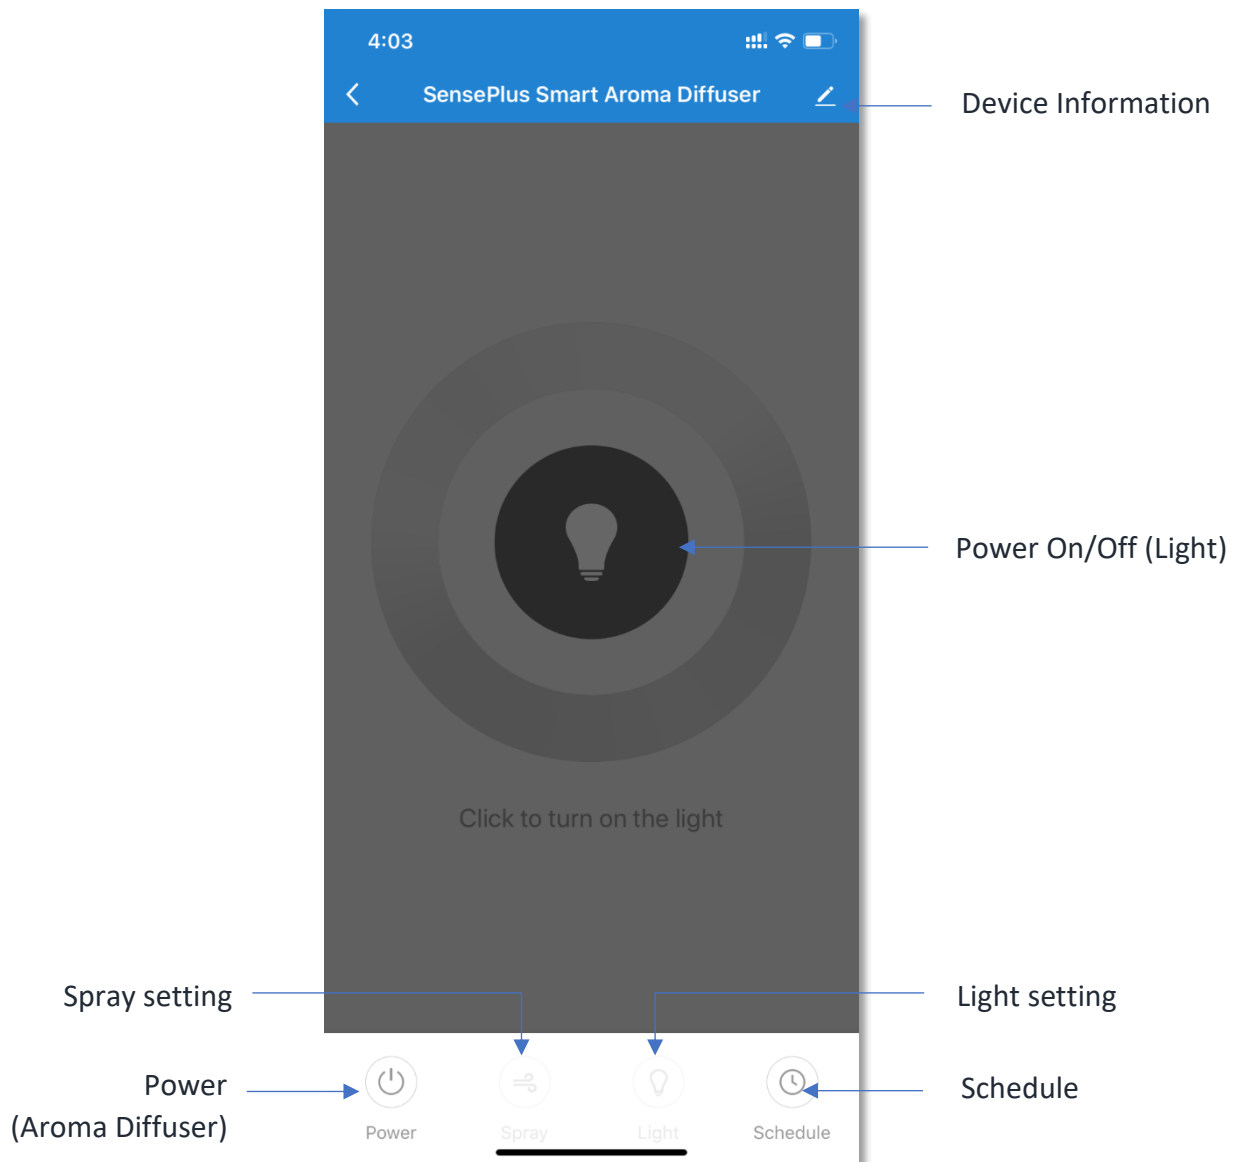 4:03
SensePlus Smart Aroma Diffuser
Device Information
Power On/Off (Light)
Click to turn on the light
Spray setting
Light setting
Power
(Aroma Diffuser)
Schedule
Power
Spray
Light
Schedule